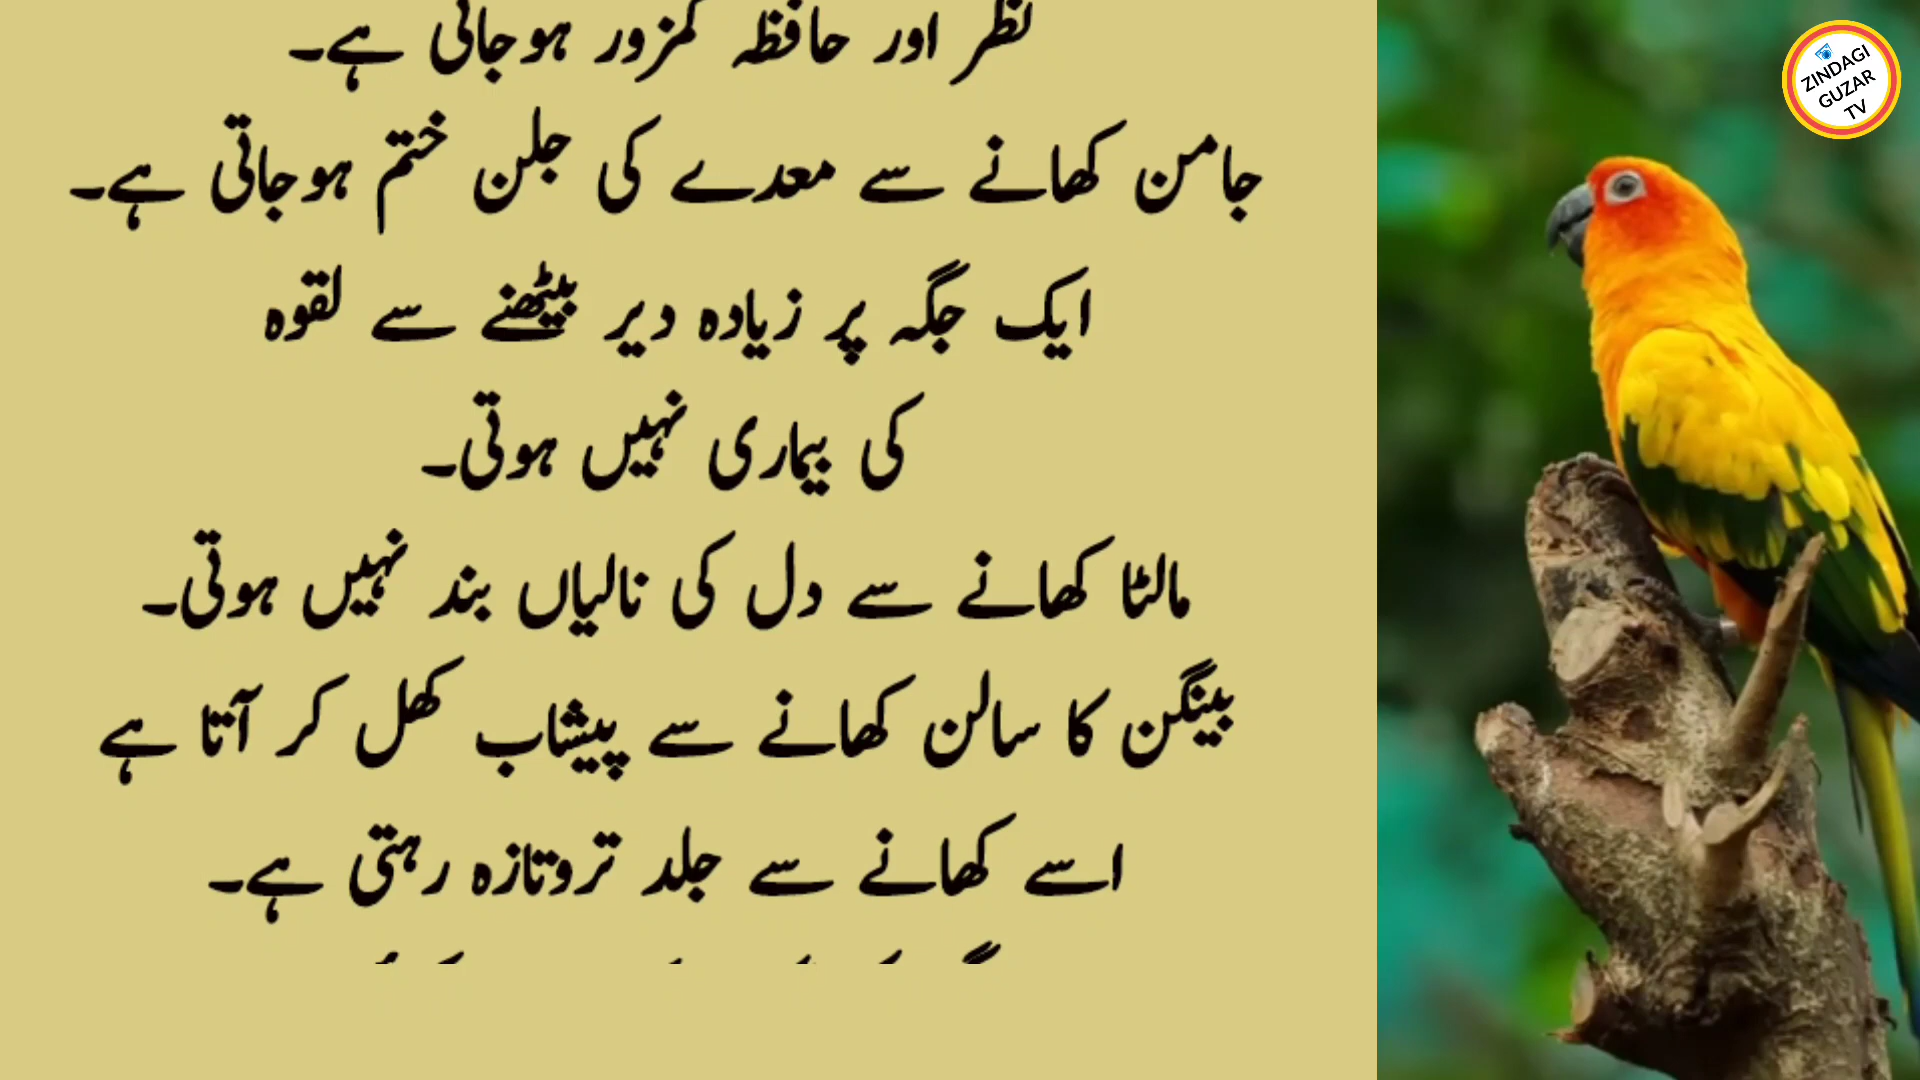 نظر اور حافظہ کمزور ہوجاتی ہے۔
جامن کھانے سے معدے کی جلن ختم ہوجاتی ہے۔
ایک جگہ پر زیادہ دیر بیٹھنے سے لقوہ
کی بیماری نہیں ہوتی۔
مالٹا کھانے سے دل کی نالیاں بند نہیں ہوتی۔
بینگن کا سالن کھانے سے پیشاب کھل کر آتا ہے
اسے کھانے سے جلد تروتازہ رہتی ہے۔
ZINDAGI
GUZAR
TV